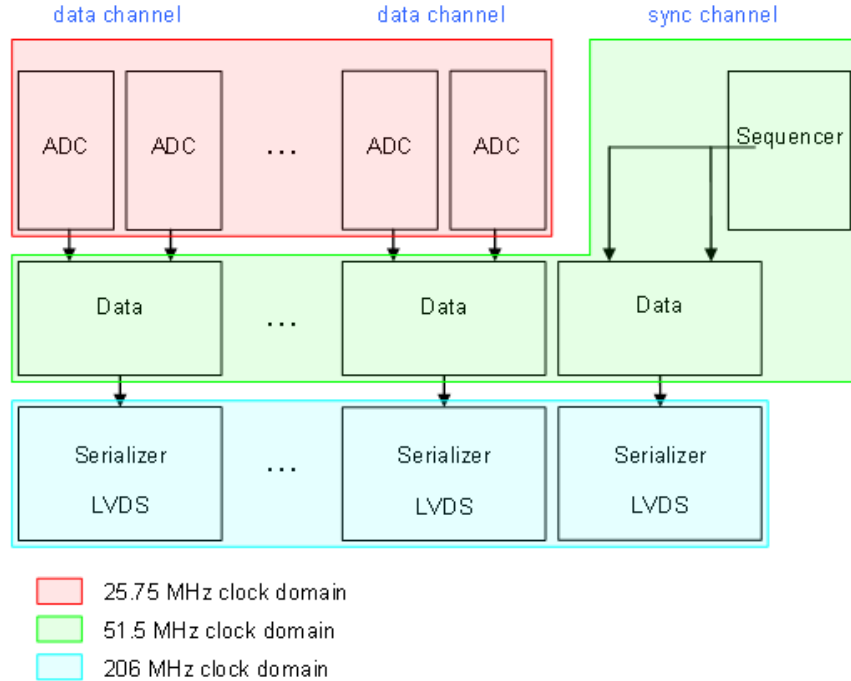 data channel
data channel
sync channel
ADC
ADC
...
ADC
ADC
Sequencer
Data
...
Data
Data
Serializer
LVDS
...
Serializer
LVDS
Serializer
LVDS
25.75 MHz clock domain
51.5 MHz clock domain
206 MHz clock domain